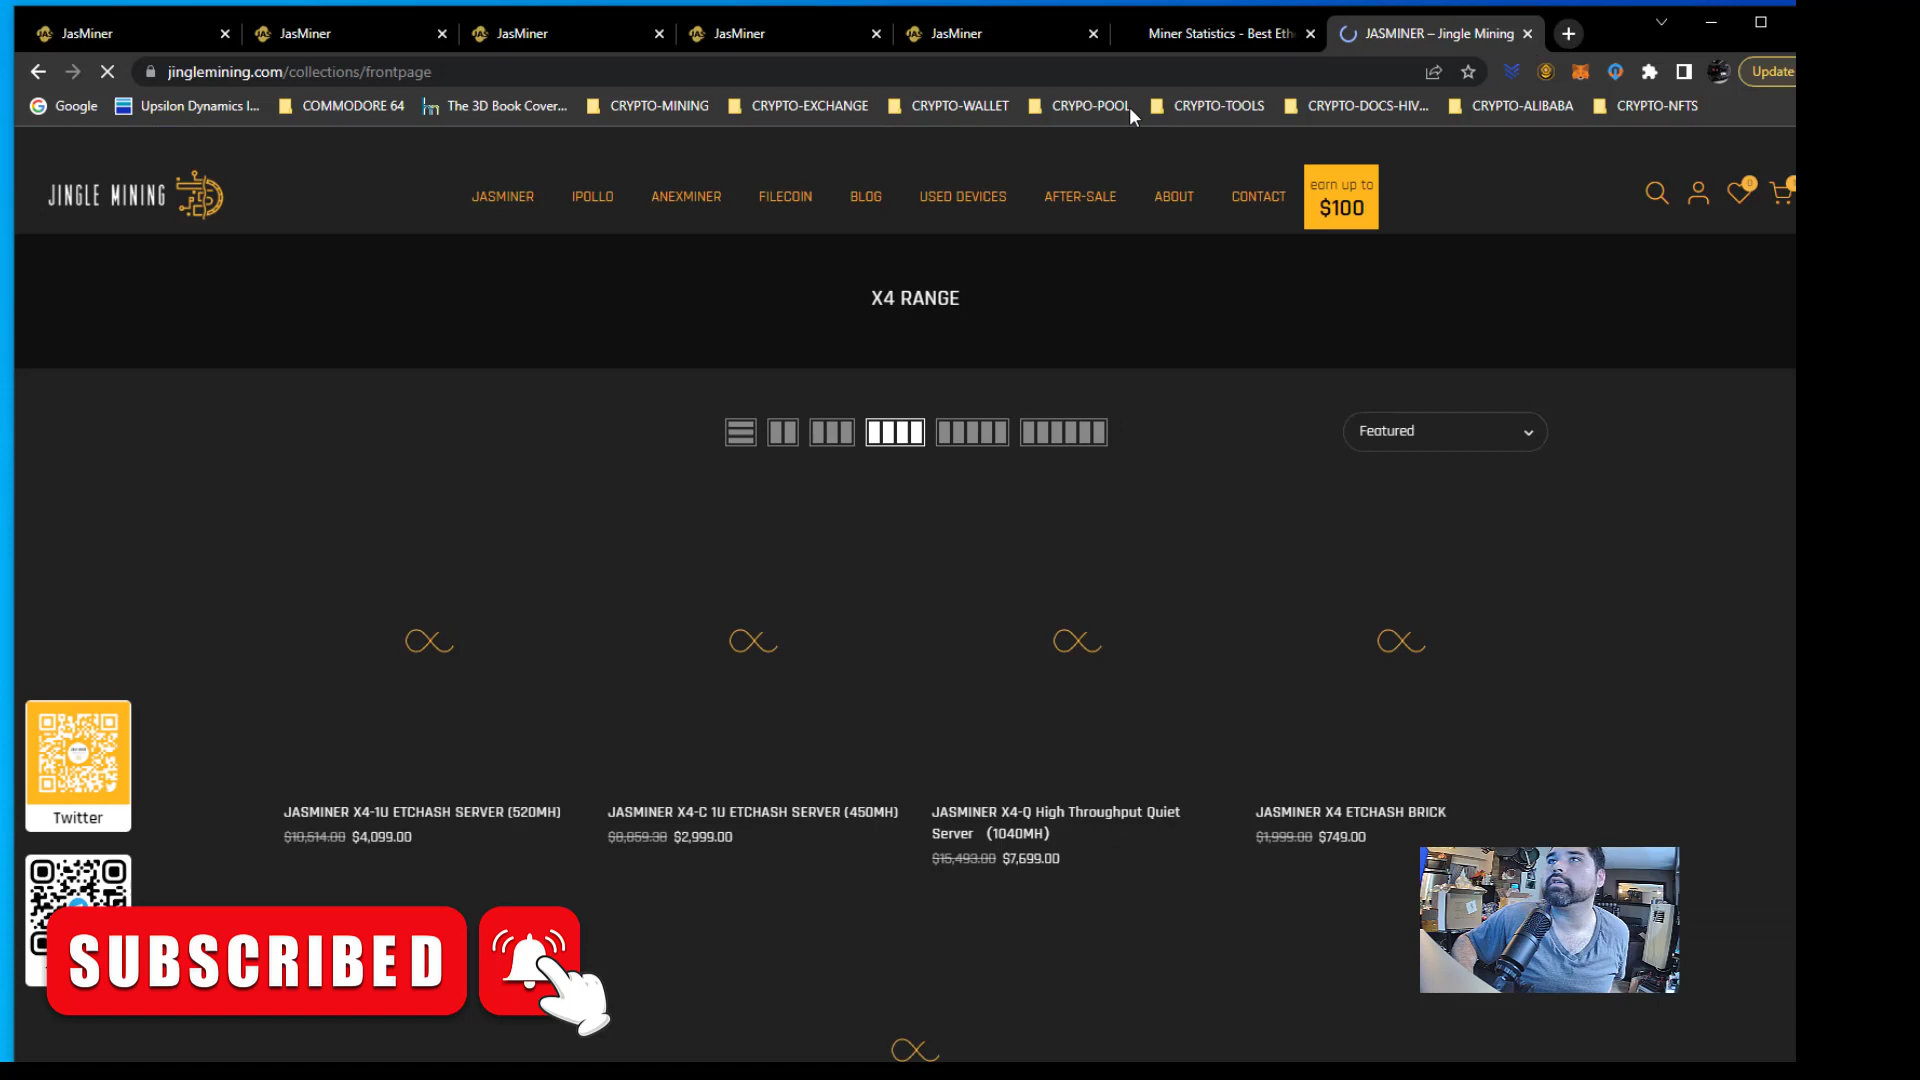 JasMiner
JasMiner
JasMiner
JasMiner
JasMiner
Miner Statistics - Best Eth
JASMINER – Jingle Mining
jinglemining.com/collections/frontpage
Update
Google
Upsilon Dynamics I...
COMMODORE 64
The 3D Book Cover...
CRYPTO-MINING
CRYPTO-EXCHANGE
CRYPTO-WALLET
CRYPO-POOL
CRYPTO-TOOLS
CRYPTO-DOCS-HIV...
CRYPTO-ALIBABA
CRYPTO-NFTS
JINGLE MINING
JASMINER
IPOLLO
ANEXMINER
FILECOIN
BLOG
USED DEVICES
AFTER-SALE
ABOUT
CONTACT
earn up to
$100
0
X4 RANGE
Featured
JASMINER X4-1U ETCHASH SERVER (520MH)
$10,514.00 $4,099.00
JASMINER X4-C 1U ETCHASH SERVER (450MH)
$8,859.38 $2,999.00
JASMINER X4-Q High Throughput Quiet
Server （1040MH）
$15,493.00 $7,699.00
JASMINER X4 ETCHASH BRICK
$1,999.00 $749.00
Twitter
SUBSCRIBED